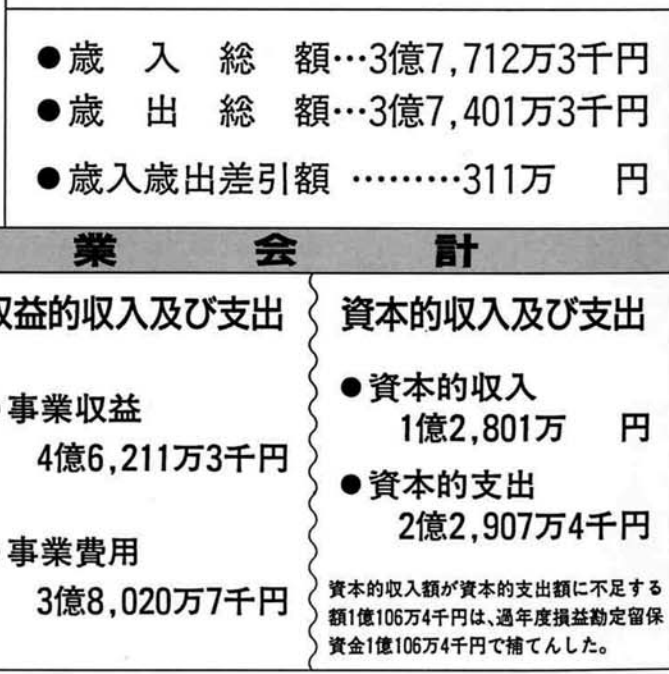 ●歳入総額…3億7,712万3千円
●歳出総額…3億7,401万3千円
●歳入歳出差引額………311万　円
業会計
収益的収入及び支出
事業収益
4億6,211万3千円
事業費用
3億8,020万7千円
資本的収入及び支出
●資本的収入
1億2,801万　円
●資本的支出
2億2,907万4千円
資本的収入額が資本的支出額に不足する
額1億106万4千円は、過年度損益勘定留保
資金1億106万4千円で補てんした。